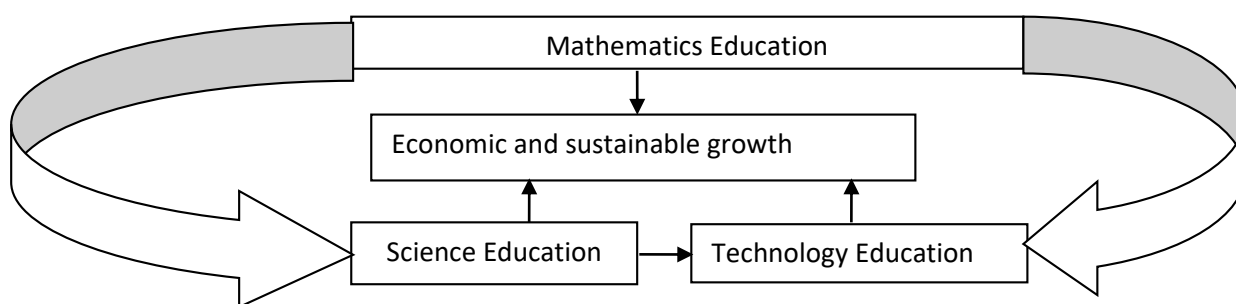 Mathematics Education
Economic and sustainable growth
Science Education
Technology Education